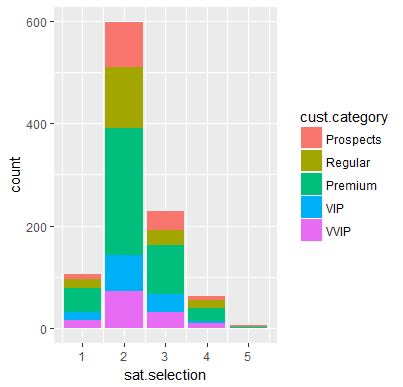 600
400
200
0
count
1 2 3 4 5
sat.selection
cust.category
Prospects
Regular
Premium
VIP
VVIP